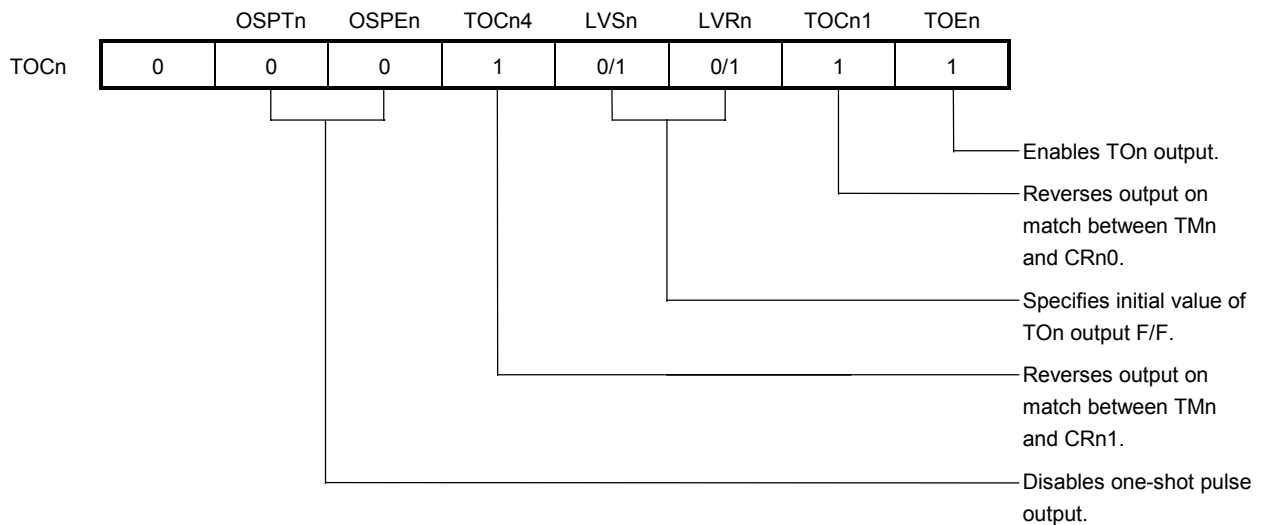 OSPTn OSPEn TOCn4 LVSn LVRn TOCn1 TOEn
TOCn 0 0 0 1 0/1 0/1 1 1
Enables TOn output.
Reverses output on
match between TMn
and CRn0.
Specifies initial value of
TOn output F/F.
Reverses output on
match between TMn
and CRn1.
Disables one-shot pulse
output.